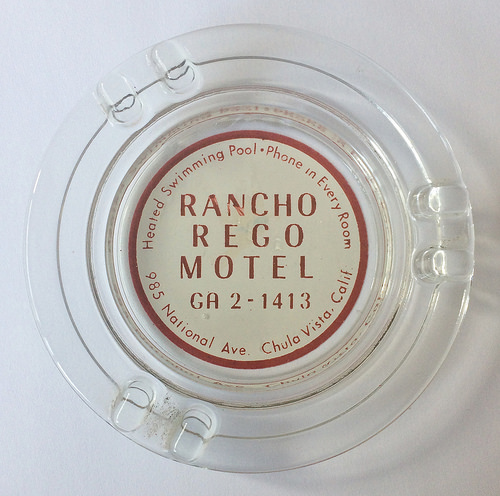 Heated Swimming Pool • Phone in Every Room
RANCHO
REGO
MOTEL
GA 2-1413
985 National Ave. Chula Vista, Calif.